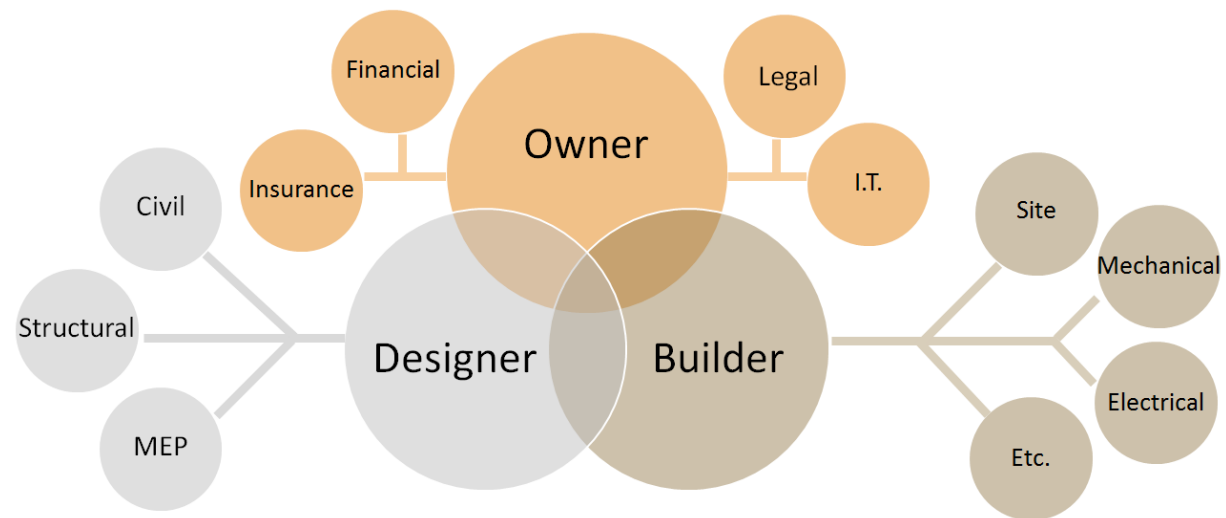 Financial
Legal
Owner
Insurance
I.T.
Civil
Site
Mechanical
Structural
Designer
Builder
Electrical
MEP
Etc.